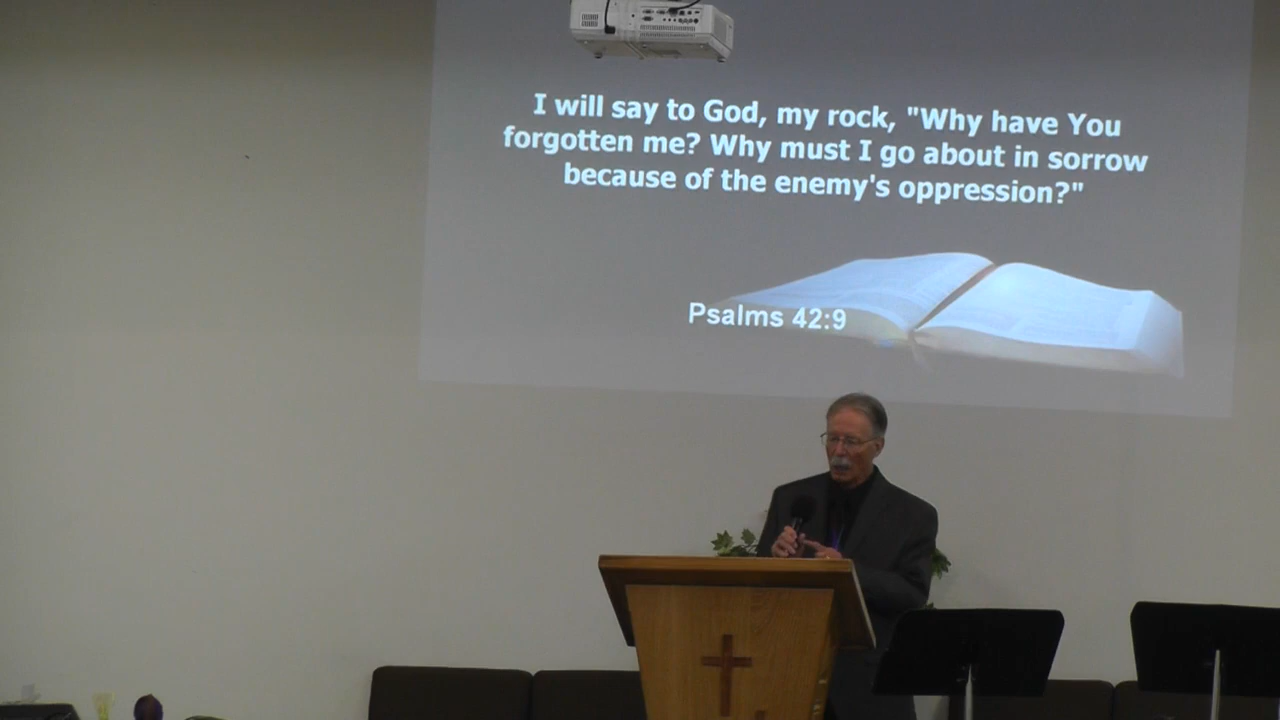 I will say to God, my rock, "Why have You
forgotten me? Why must I go about in sorrow
because of the enemy's oppression?"
Psalms 42:9